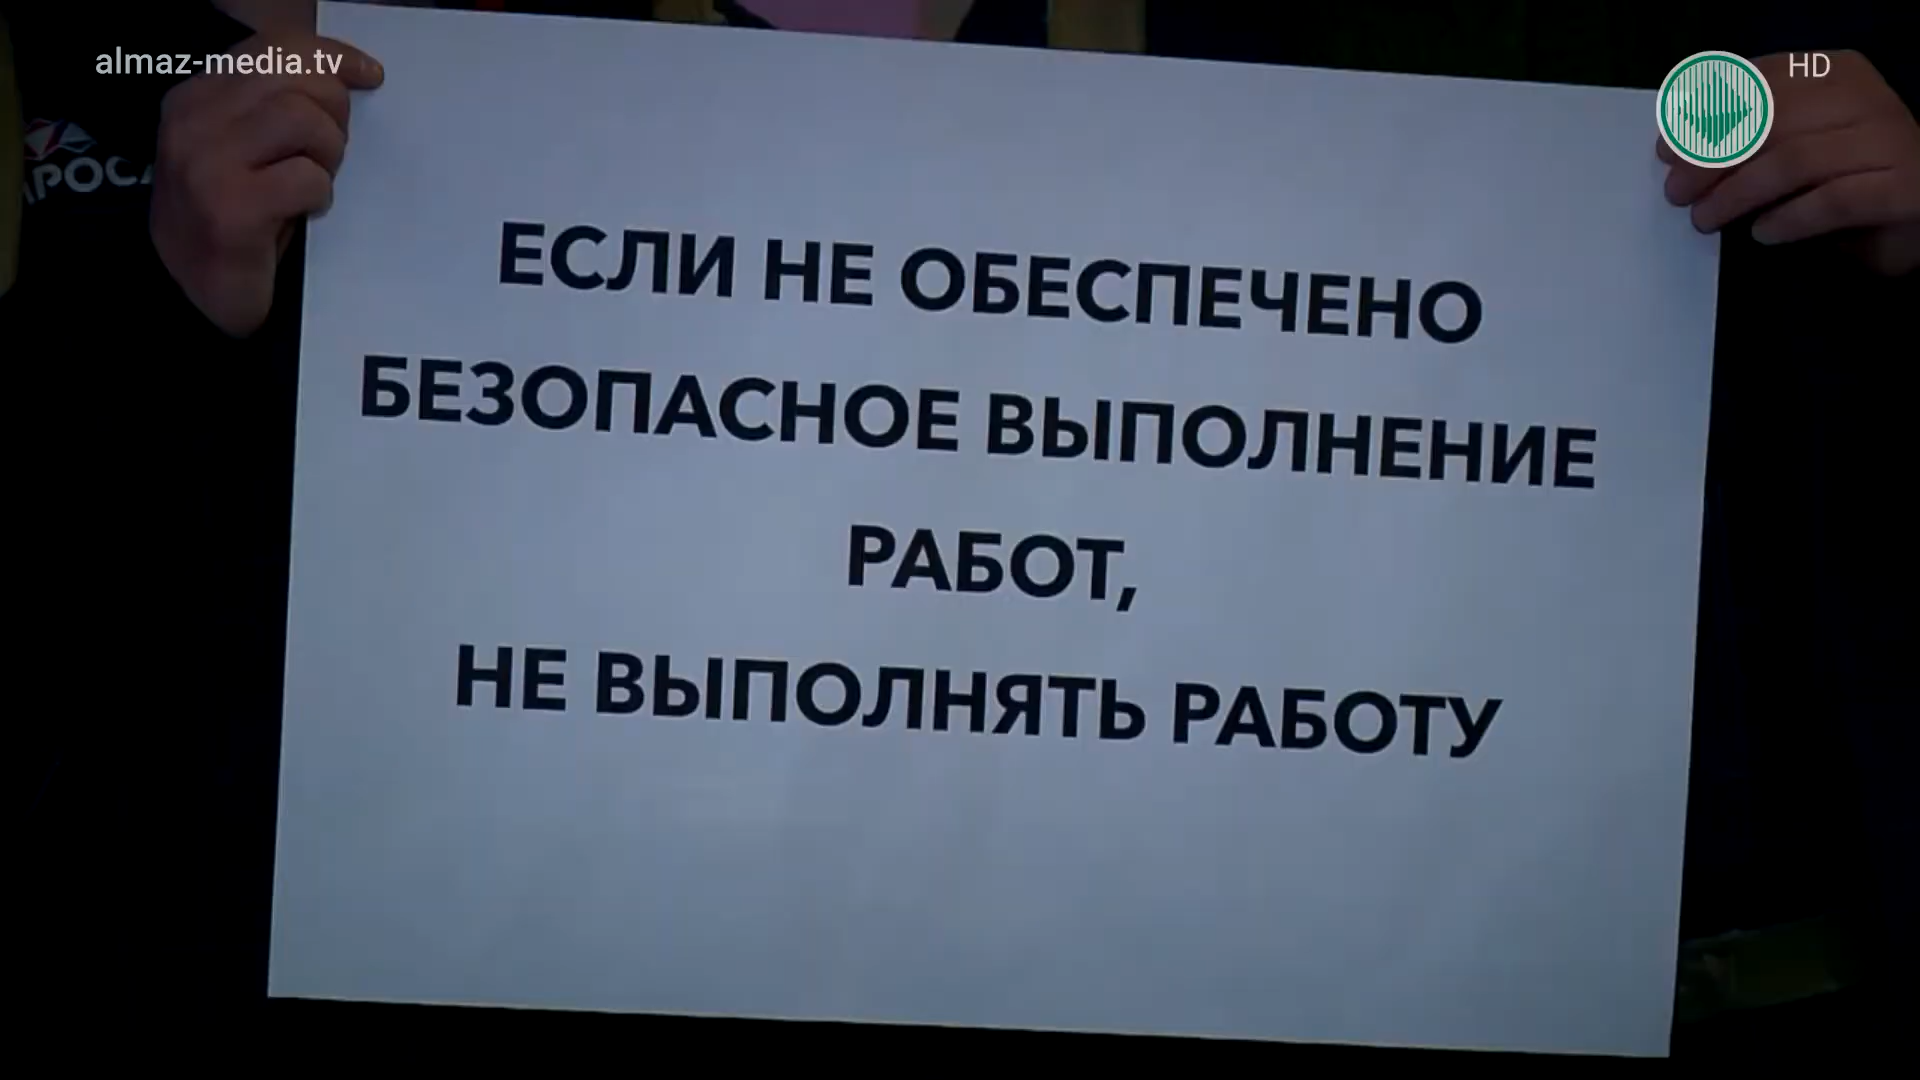 almaz-media.tv
HD
ЕСЛИ НЕ ОБЕСПЕЧЕНО
БЕЗОПАСНОЕ ВЫПОЛНЕНИЕ
РАБОТ,
НЕ ВЫПОЛНЯТЬ РАБОТУ